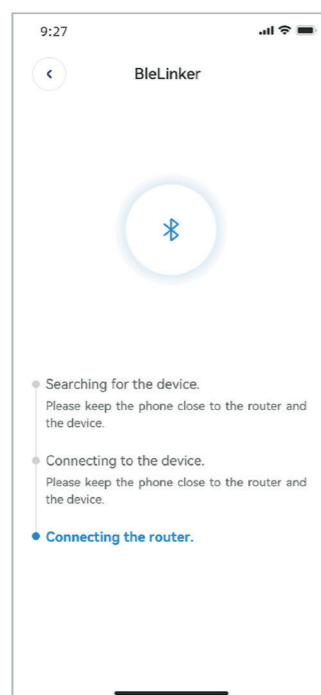 9:27
BleLinker
Searching for the device.
Please keep the phone close to the router and
the device.
Connecting to the device.
Please keep the phone close to the router and
the device.
Connecting the router.